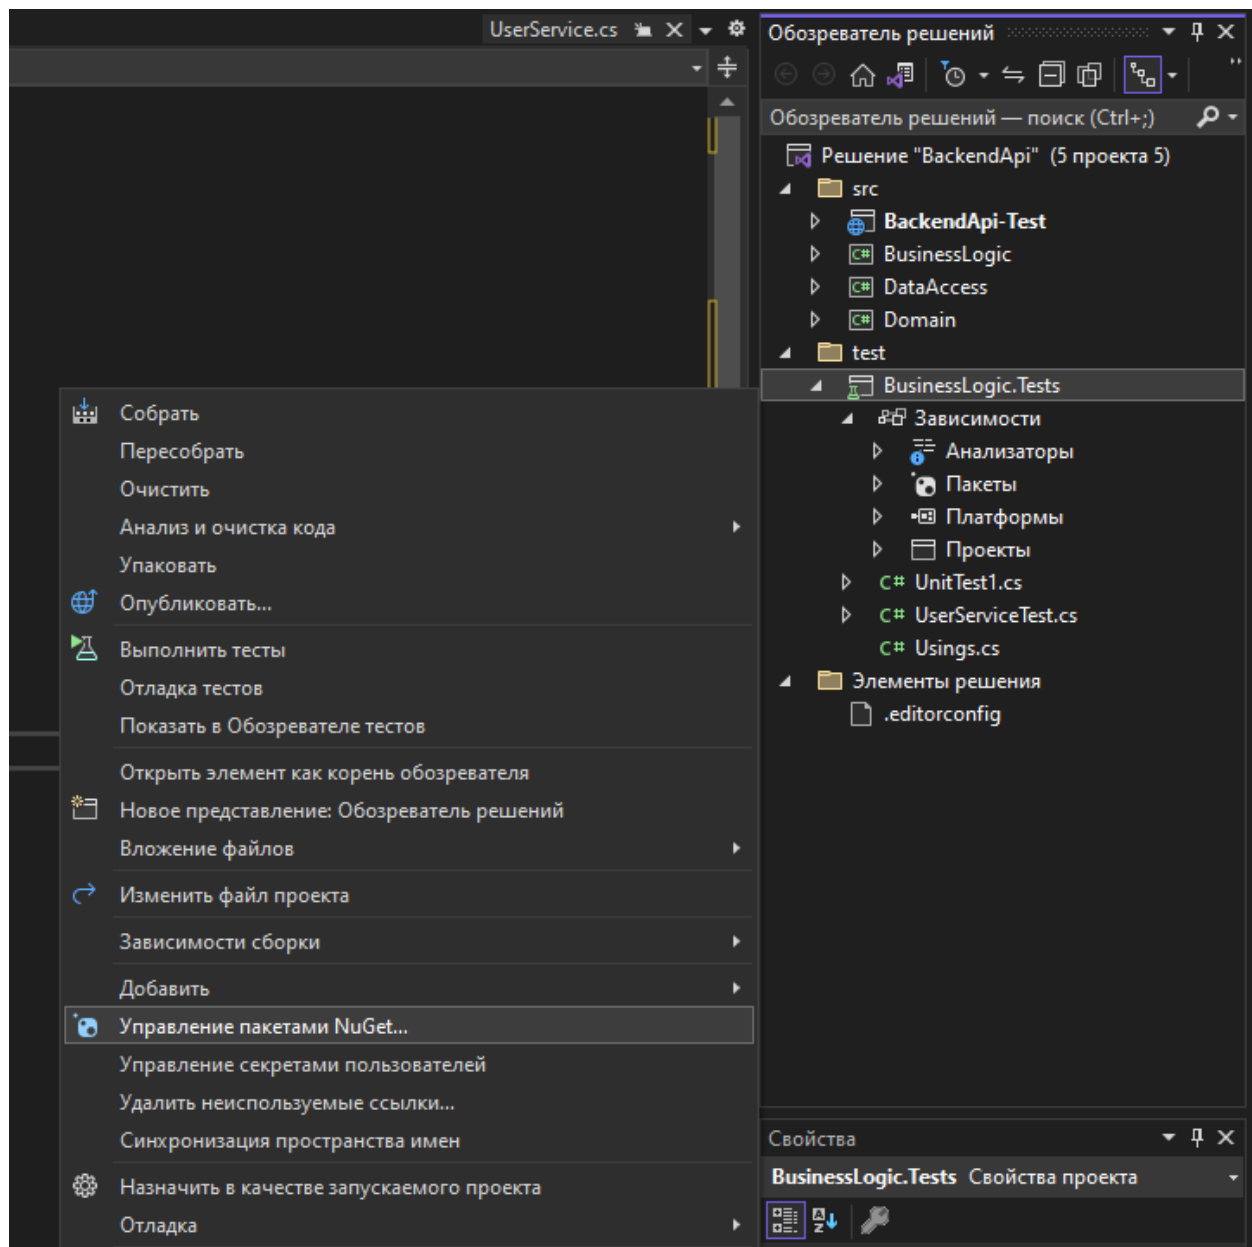 UserService.cs
Обозреватель решений
Обозреватель решений — поиск (Ctrl+;)
Решение "BackendApi" (5 проекта 5)
src
BackendApi-Test
C# BusinessLogic
C# DataAccess
C# Domain
test
BusinessLogic.Tests
Зависимости
Анализаторы
Пакеты
Платформы
Проекты
C# UnitTest1.cs
C# UserServiceTest.cs
C# Usings.cs
Элементы решения
.editorconfig
Собрать
Пересобрать
Очистить
Анализ и очистка кода
Упаковать
Опубликовать...
Выполнить тесты
Отладка тестов
Показать в Обозревателе тестов
Открыть элемент как корень обозревателя
Новое представление: Обозреватель решений
Вложение файлов
Изменить файл проекта
Зависимости сборки
Добавить
Управление пакетами NuGet...
Управление секретами пользователей
Удалить неиспользуемые ссылки...
Синхронизация пространства имен
Назначить в качестве запускаемого проекта
Отладка
Свойства
BusinessLogic.Tests Свойства проекта